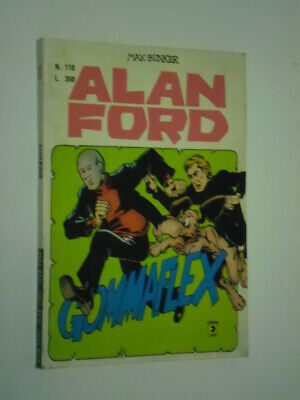 MAX BUNKER
N. 110
L. 350
ALAN
FORD
GOMMAFLEX